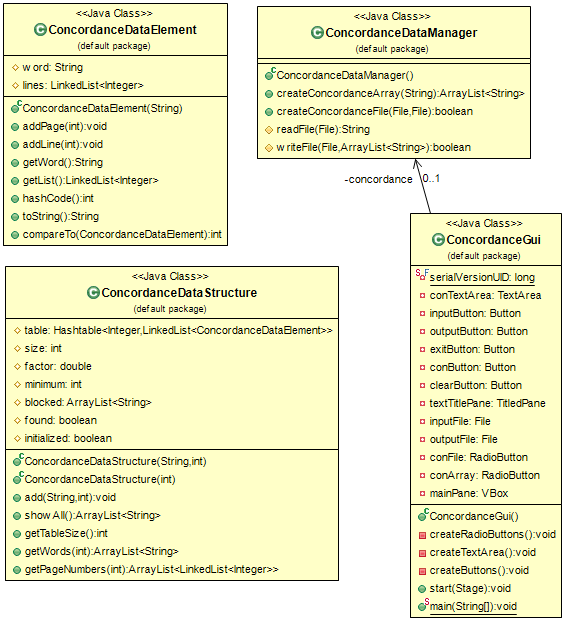 <<Java Class>>
ConcordanceDataElement
(default package)
word: String
lines: LinkedList<Integer>
ConcordanceDataElement(String)
addPage(int):void
addLine(int):void
getWord():String
getList():LinkedList<Integer>
hashCode():int
toString():String
compareTo(ConcordanceDataElement):int
<<Java Class>>
ConcordanceDataManager
(default package)
ConcordanceDataManager()
createConcordanceArray(String):ArrayList<String>
createConcordanceFile(File,File):boolean
readFile(File):String
writeFile(File,ArrayList<String>):boolean
-concordance 0..1
<<Java Class>>
ConcordanceDataStructure
(default package)
table: Hashtable<Integer,LinkedList<ConcordanceDataElement>>
size: int
factor: double
minimum: int
blocked: ArrayList<String>
found: boolean
initialized: boolean
ConcordanceDataStructure(String,int)
ConcordanceDataStructure(int)
add(String,int):void
showAll():ArrayList<String>
getTableSize():int
getWords(int):ArrayList<String>
getPageNumbers(int):ArrayList<LinkedList<Integer>>
<<Java Class>>
ConcordanceGui
(default package)
serialVersionUID: long
conTextArea: TextArea
inputButton: Button
outputButton: Button
exitButton: Button
conButton: Button
clearButton: Button
textTitlePane: TitledPane
inputFile: File
outputFile: File
conFile: RadioButton
conArray: RadioButton
mainPane: VBox
ConcordanceGui()
createRadioButtons():void
createTextArea():void
createButtons():void
start(Stage):void
main(String[]):void